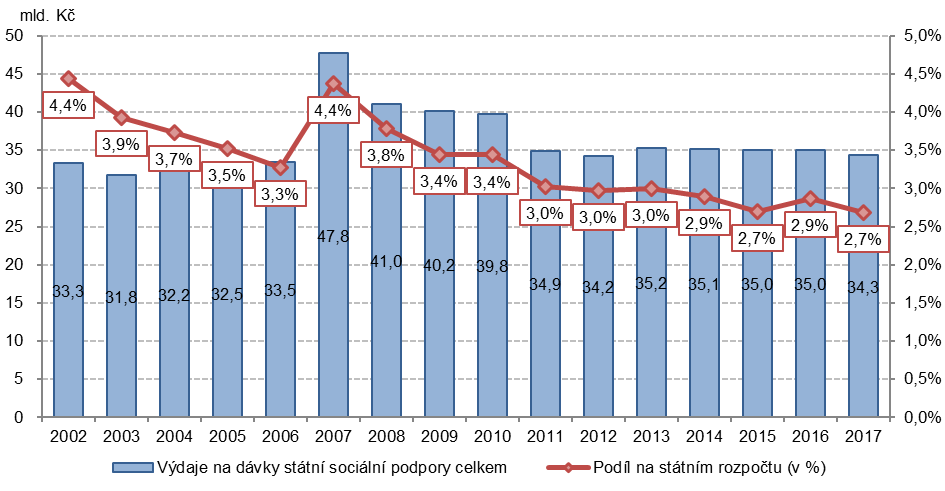 mld. Kč
50 5,0%
45 4,5%
40 4,0%
35 3,5%
30 3,0%
25 2,5%
20 2,0%
15 1,5%
10 1,0%
5 0,5%
0 0,0%
4,4% 3,9% 3,7% 3,5% 3,3% 4,4% 3,8% 3,4% 3,4% 3,0% 3,0% 3,0% 2,9% 2,7% 2,9% 2,7%
33,3 31,8 32,2 32,5 33,5 47,8 41,0 40,2 39,8 34,9 34,2 35,2 35,1 35,0 35,0 34,3
2002 2003 2004 2005 2006 2007 2008 2009 2010 2011 2012 2013 2014 2015 2016 2017
Výdaje na dávky státní sociální podpory celkem Podíl na státním rozpočtu (v %)